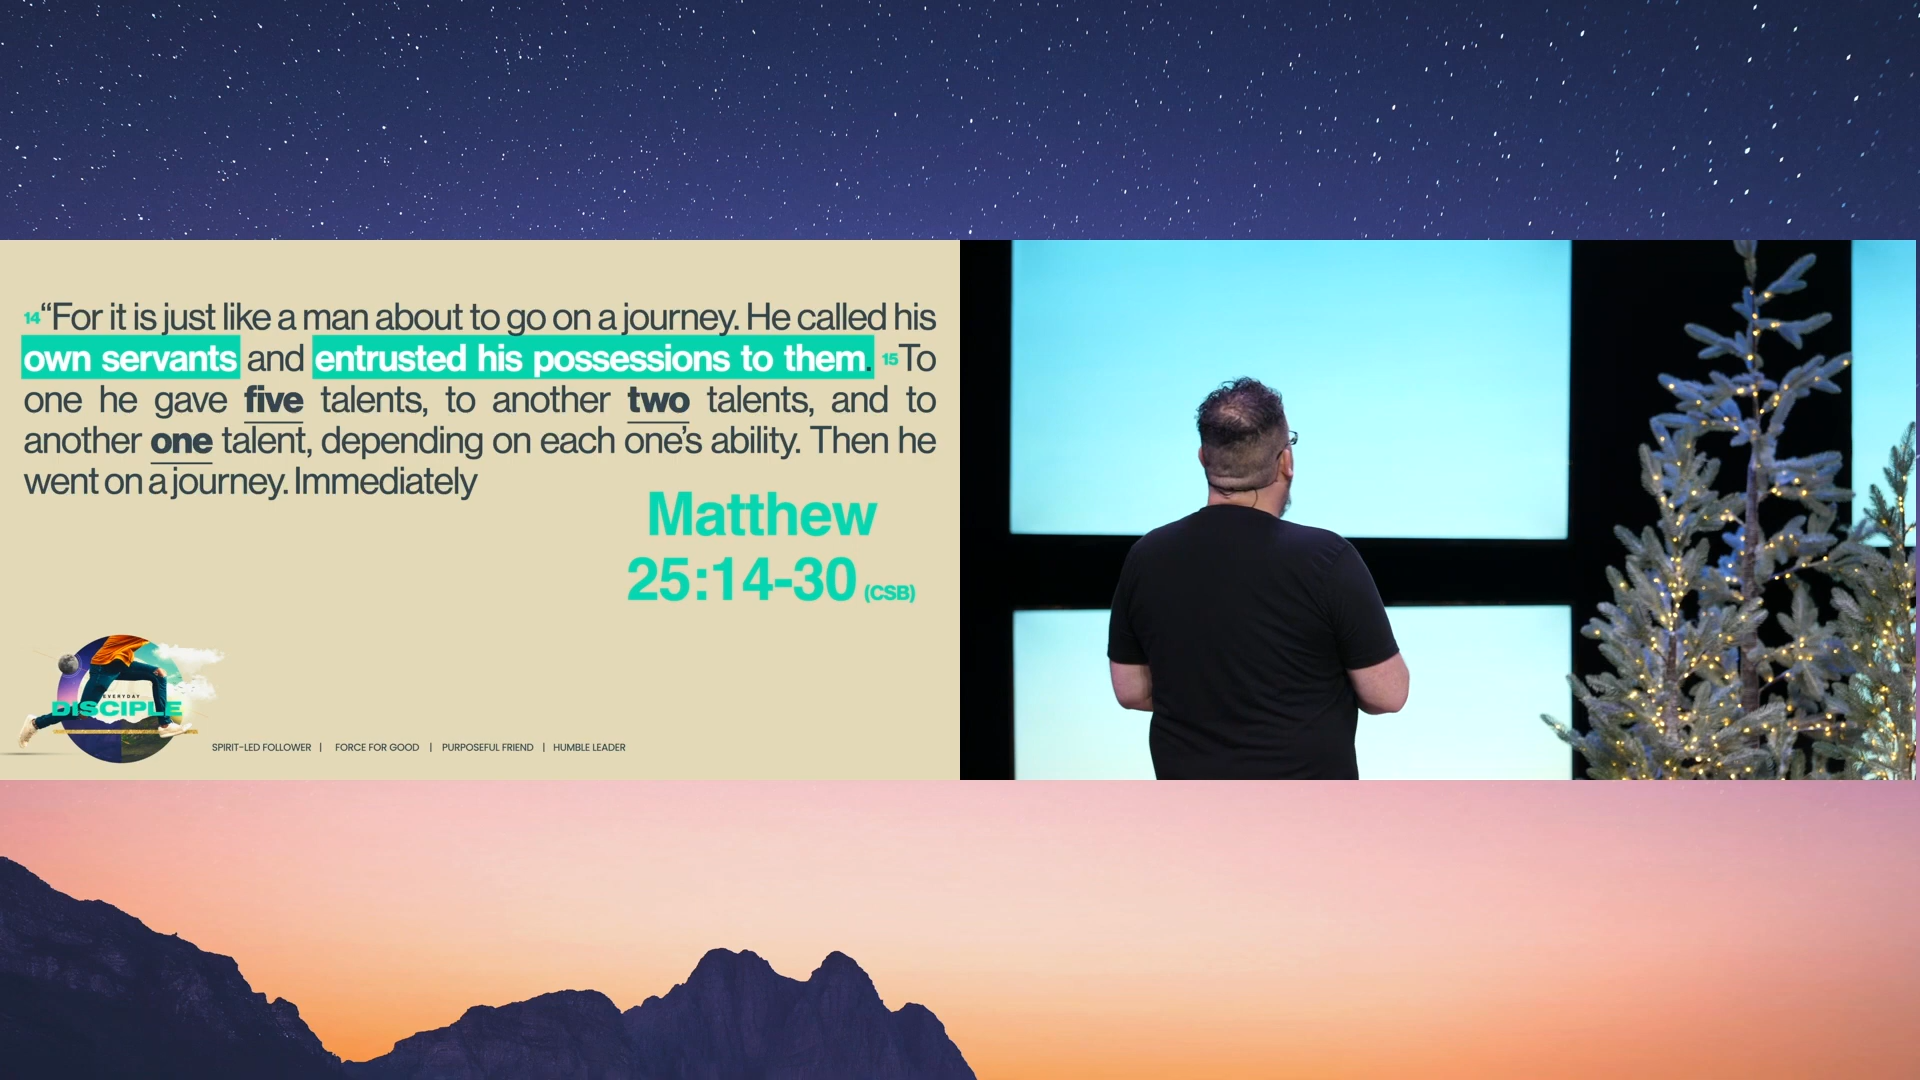 14“For it is just like a man about to go on a journey. He called his
own servants and entrusted his possessions to them. 15To
one he gave five talents, to another two talents, and to
another one talent, depending on each one’s ability. Then he
went on a journey. Immediately
Matthew
25:14-30 (CSB)
EVERYDAY
DISCIPLE
SPIRIT-LED FOLLOWER | FORCE FOR GOOD | PURPOSEFUL FRIEND | HUMBLE LEADER